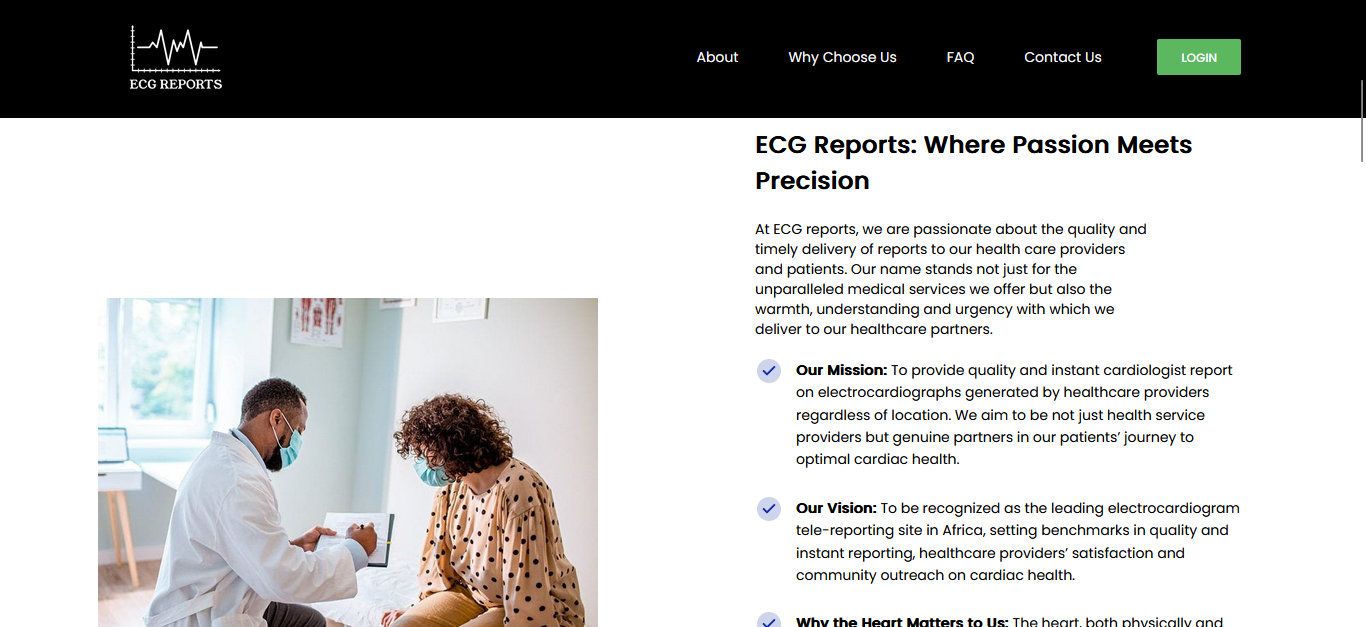 ECG REPORTS
About
Why Choose Us
FAQ
Contact Us
LOGIN
ECG Reports: Where Passion Meets
Precision
At ECG reports, we are passionate about the quality and
timely delivery of reports to our health care providers
and patients. Our name stands not just for the
unparalleled medical services we offer but also the
warmth, understanding and urgency with which we
deliver to our healthcare partners.
Our Mission: To provide quality and instant cardiologist report
on electrocardiographs generated by healthcare providers
regardless of location. We aim to be not just health service
providers but genuine partners in our patients’ journey to
optimal cardiac health.
Our Vision: To be recognized as the leading electrocardiogram
tele-reporting site in Africa, setting benchmarks in quality and
instant reporting, healthcare providers’ satisfaction and
community outreach on cardiac health.
Why the Heart Matters to Us: The heart, both physically and